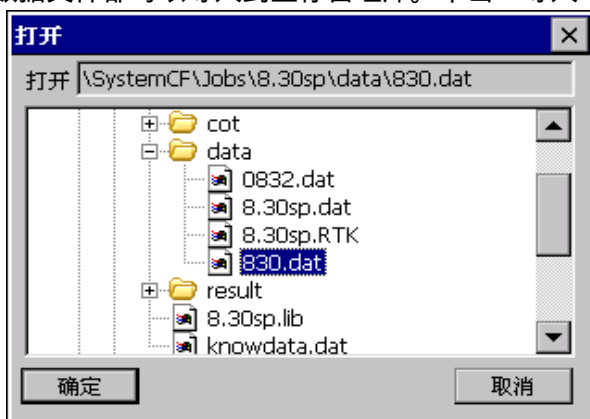 打开
打开 \SystemCF\Jobs\8.30sp\data\830.dat
cot
data
0832.dat
8.30sp.dat
8.30sp.RTK
830.dat
result
8.30sp.lib
knowdata.dat
确定
取消